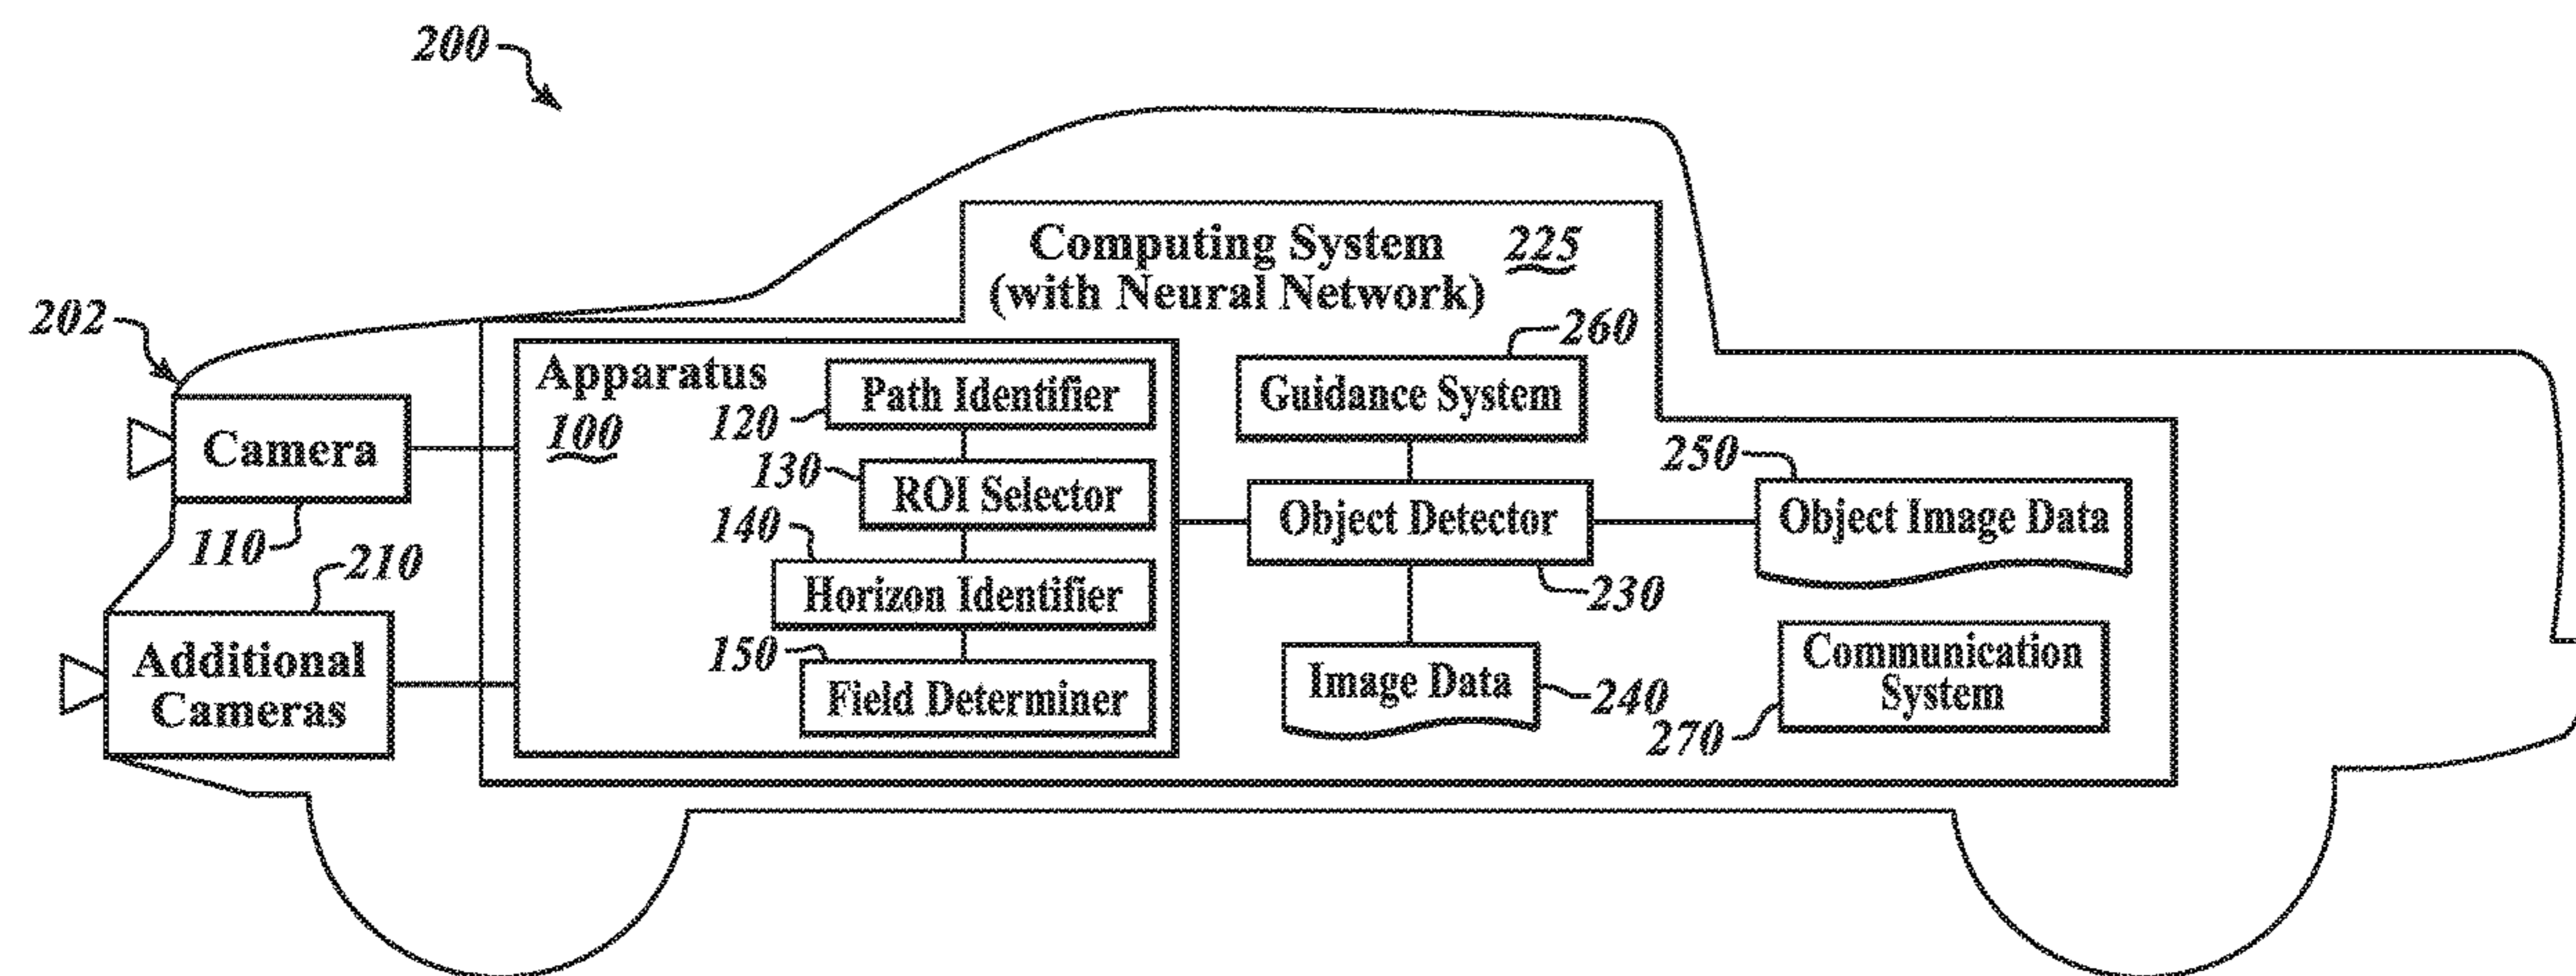 200
Computing System
(with Neural Network)
225
202
260
Apparatus
100
Path Identifier
120
Guidance System
Camera
130
ROI Selector
250
Object Detector
Object Image Data
110
140
Horizon Identifier
230
210
Additional
Cameras
150
Field Determiner
Image Data
240
Communication
System
270